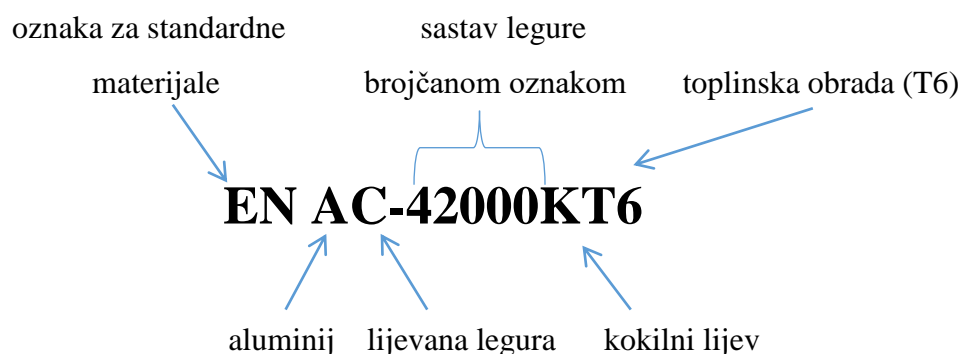 oznaka za standardne
materijale
sastav legure
brojčanom oznakom
toplinska obrada (T6)
EN AC-42000KT6
aluminij
lijevana legura
kokilni lijev